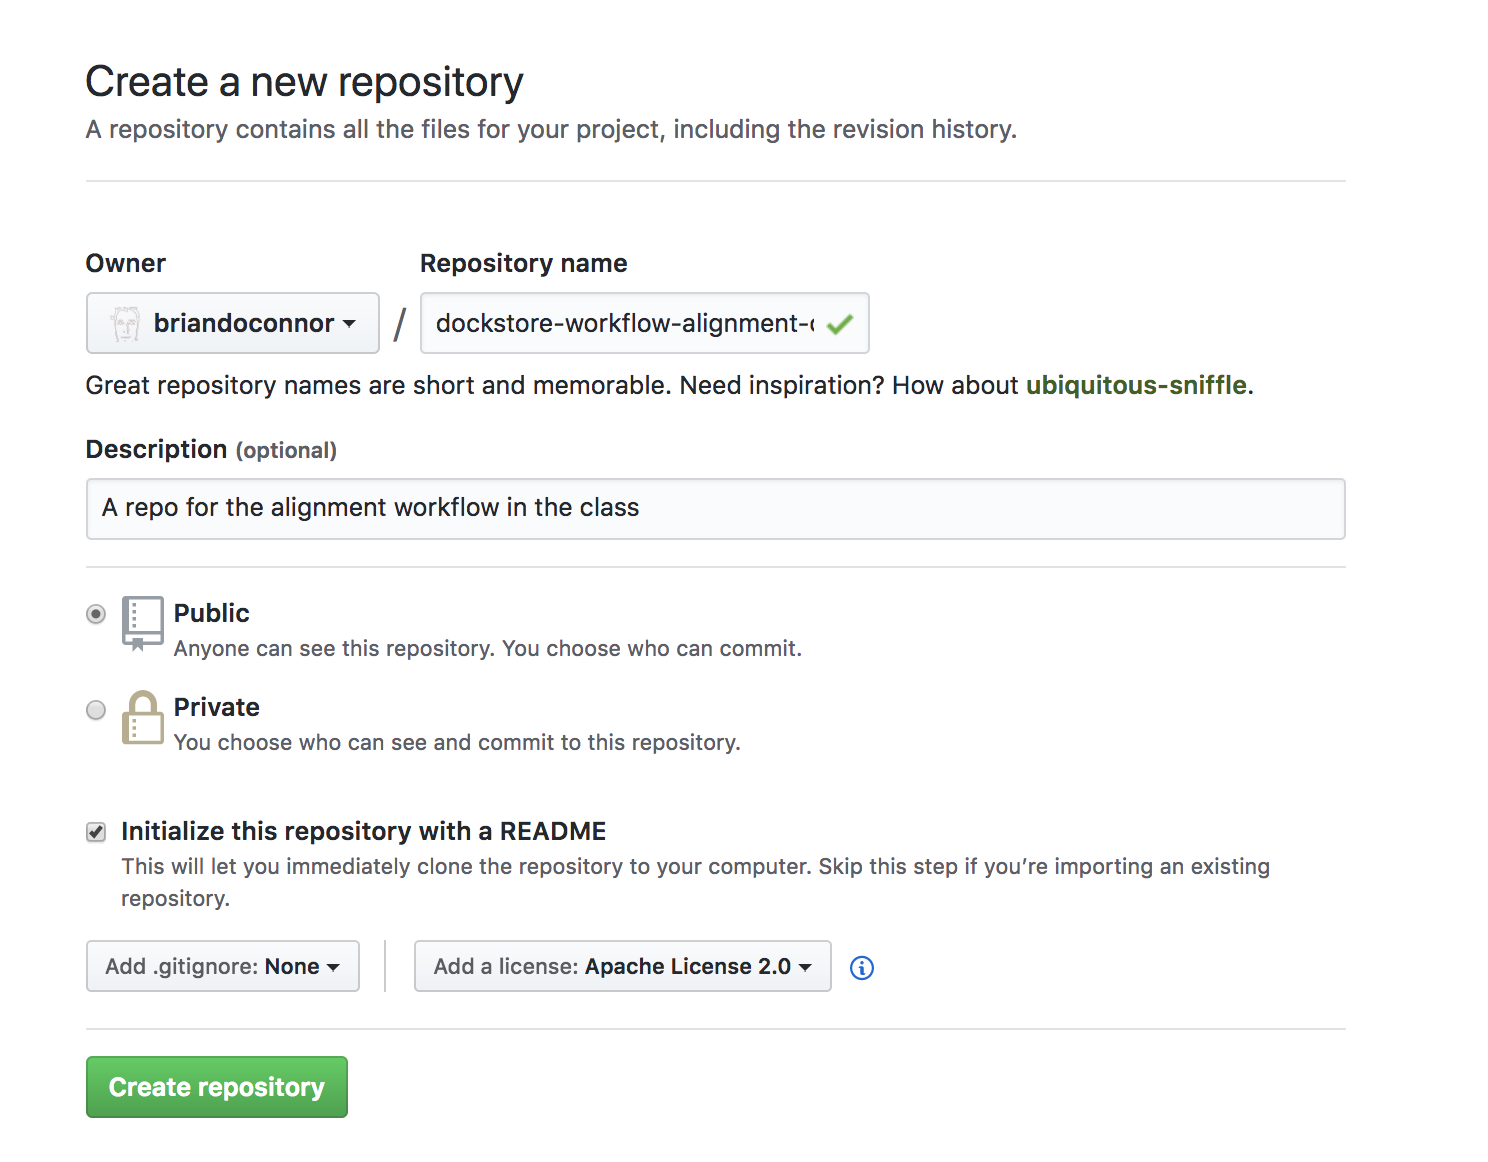 Create a new repository
A repository contains all the files for your project, including the revision history.
Owner
Repository name
briandoconnor / dockstore-workflow-alignment-
Great repository names are short and memorable. Need inspiration? How about ubiquitous-sniffle.
Description (optional)
A repo for the alignment workflow in the class
Public
Anyone can see this repository. You choose who can commit.
Private
You choose who can see and commit to this repository.
Initialize this repository with a README
This will let you immediately clone the repository to your computer. Skip this step if you’re importing an existing
repository.
Add .gitignore: None
Add a license: Apache License 2.0
Create repository